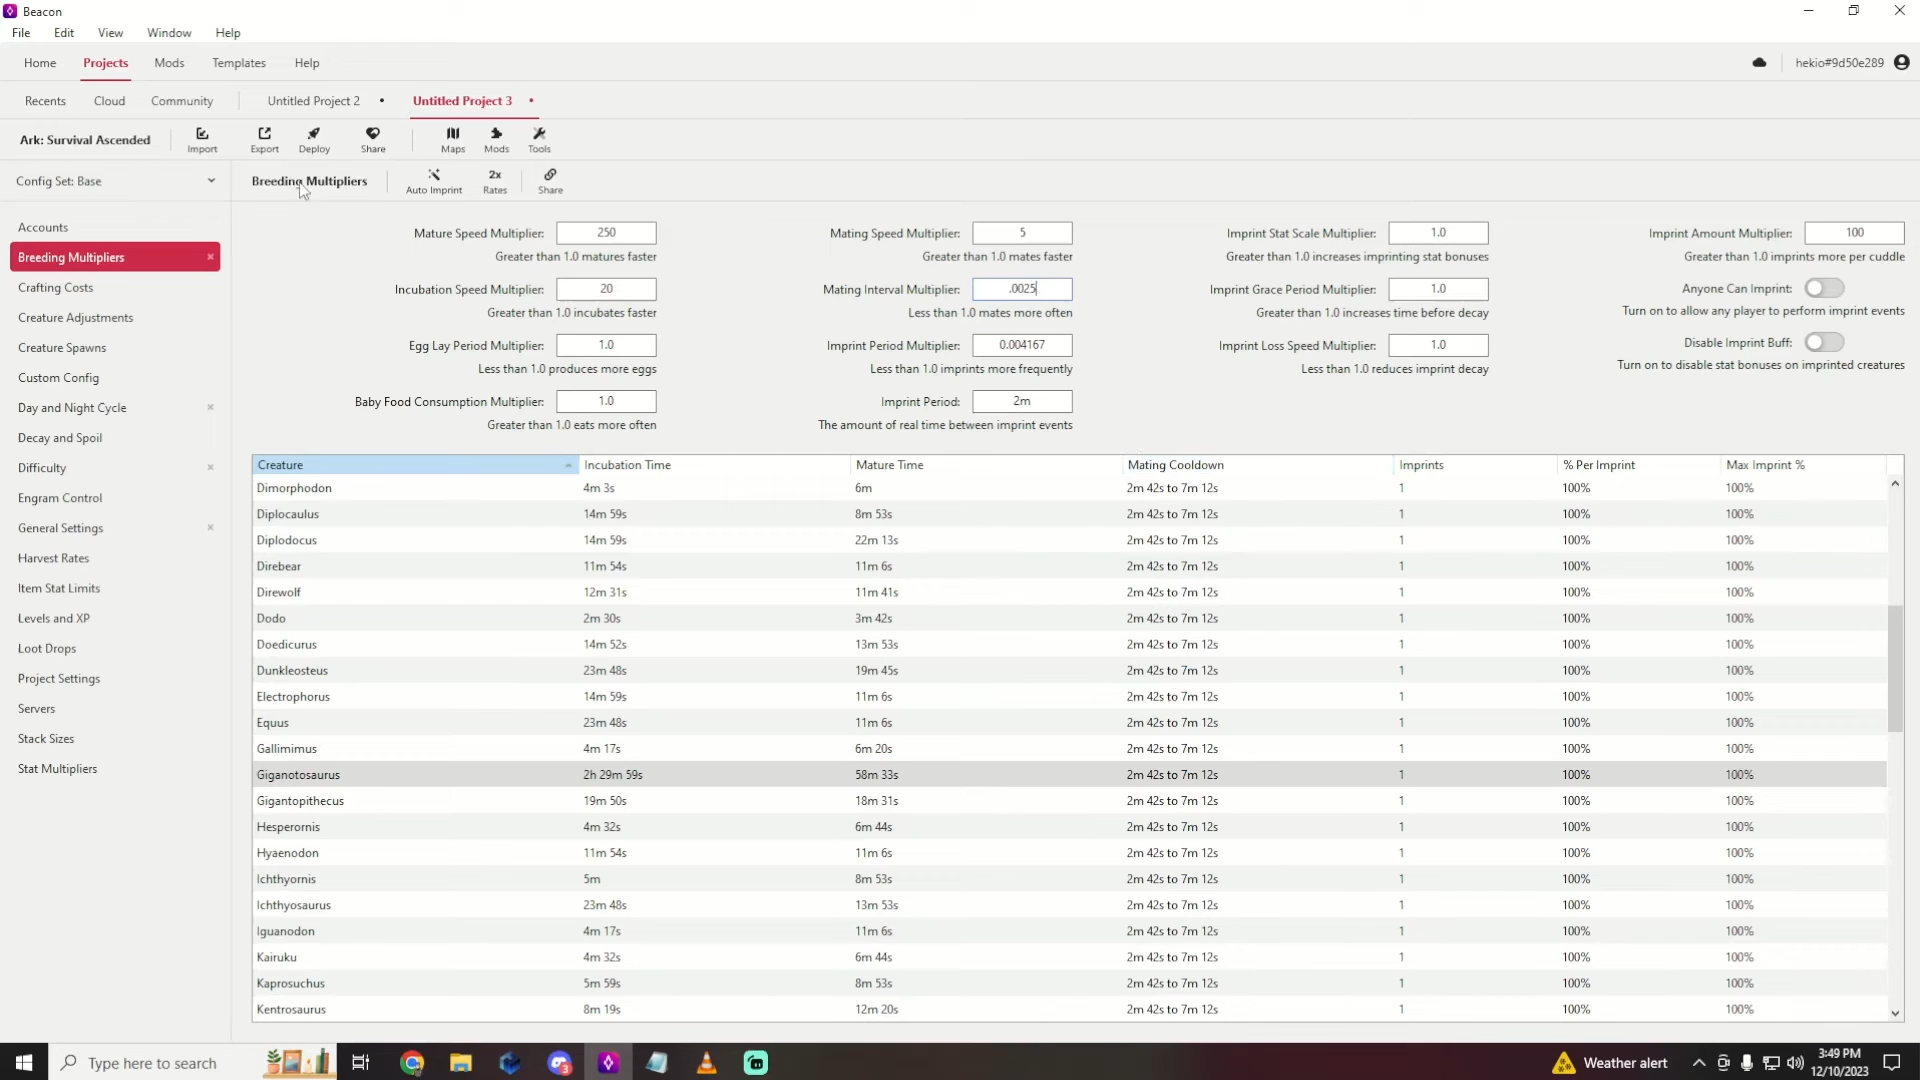 Beacon
File Edit View Window Help
Home Projects Mods Templates Help hekio#9d50e289
Recents Cloud Community Untitled Project 2 • Untitled Project 3 •
Ark: Survival Ascended Import Export Deploy Share Maps Mods Tools
Config Set: Base Breeding Multipliers Auto Imprint 2x Rates Share
Accounts
Breeding Multipliers
Crafting Costs
Creature Adjustments
Creature Spawns
Custom Config
Day and Night Cycle
Decay and Spoil
Difficulty
Engram Control
General Settings
Harvest Rates
Item Stat Limits
Levels and XP
Loot Drops
Project Settings
Servers
Stack Sizes
Stat Multipliers
Mature Speed Multiplier: 250 Mating Speed Multiplier: 5 Imprint Stat Scale Multiplier: 1.0 Imprint Amount Multiplier: 100
Greater than 1.0 matures faster Greater than 1.0 mates faster Greater than 1.0 increases imprinting stat bonuses Greater than 1.0 imprints more per cuddle
Incubation Speed Multiplier: 20 Mating Interval Multiplier: .0025 Imprint Grace Period Multiplier: 1.0 Anyone Can Imprint:
Greater than 1.0 incubates faster Less than 1.0 mates more often Greater than 1.0 increases time before decay Turn on to allow any player to perform imprint events
Egg Lay Period Multiplier: 1.0 Imprint Period Multiplier: 0.004167 Imprint Loss Speed Multiplier: 1.0 Disable Imprint Buff:
Less than 1.0 produces more eggs Less than 1.0 imprints more frequently Less than 1.0 reduces imprint decay Turn on to disable stat bonuses on imprinted creatures
Baby Food Consumption Multiplier: 1.0 Imprint Period: 2m
Greater than 1.0 eats more often The amount of real time between imprint events
Creature Incubation Time Mature Time Mating Cooldown Imprints % Per Imprint Max Imprint %
Dimorphodon 4m 3s 6m 2m 42s to 7m 12s 1 100% 100%
Diplocaulus 14m 59s 8m 53s 2m 42s to 7m 12s 1 100% 100%
Diplodocus 14m 59s 22m 13s 2m 42s to 7m 12s 1 100% 100%
Direbear 11m 54s 11m 6s 2m 42s to 7m 12s 1 100% 100%
Direwolf 12m 31s 11m 41s 2m 42s to 7m 12s 1 100% 100%
Dodo 2m 30s 3m 42s 2m 42s to 7m 12s 1 100% 100%
Doedicurus 14m 52s 13m 53s 2m 42s to 7m 12s 1 100% 100%
Dunkleosteus 23m 48s 19m 45s 2m 42s to 7m 12s 1 100% 100%
Electrophorus 14m 59s 11m 6s 2m 42s to 7m 12s 1 100% 100%
Equus 23m 48s 11m 6s 2m 42s to 7m 12s 1 100% 100%
Gallimimus 4m 17s 6m 20s 2m 42s to 7m 12s 1 100% 100%
Giganotosaurus 2h 29m 59s 58m 33s 2m 42s to 7m 12s 1 100% 100%
Gigantopithecus 19m 50s 18m 31s 2m 42s to 7m 12s 1 100% 100%
Hesperornis 4m 32s 6m 44s 2m 42s to 7m 12s 1 100% 100%
Hyaenodon 11m 54s 11m 6s 2m 42s to 7m 12s 1 100% 100%
Ichthyornis 5m 8m 53s 2m 42s to 7m 12s 1 100% 100%
Ichthyosaurus 23m 48s 13m 53s 2m 42s to 7m 12s 1 100% 100%
Iguanodon 4m 17s 11m 6s 2m 42s to 7m 12s 1 100% 100%
Kairuku 4m 32s 6m 44s 2m 42s to 7m 12s 1 100% 100%
Kaprosuchus 5m 59s 8m 53s 2m 42s to 7m 12s 1 100% 100%
Kentrosaurus 8m 19s 12m 20s 2m 42s to 7m 12s 1 100% 100%
Type here to search 3 Weather alert 3:49 PM
12/10/2023